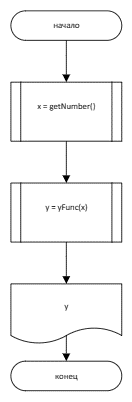 начало
x = getNumber()
y = yFunc(x)
y
конец